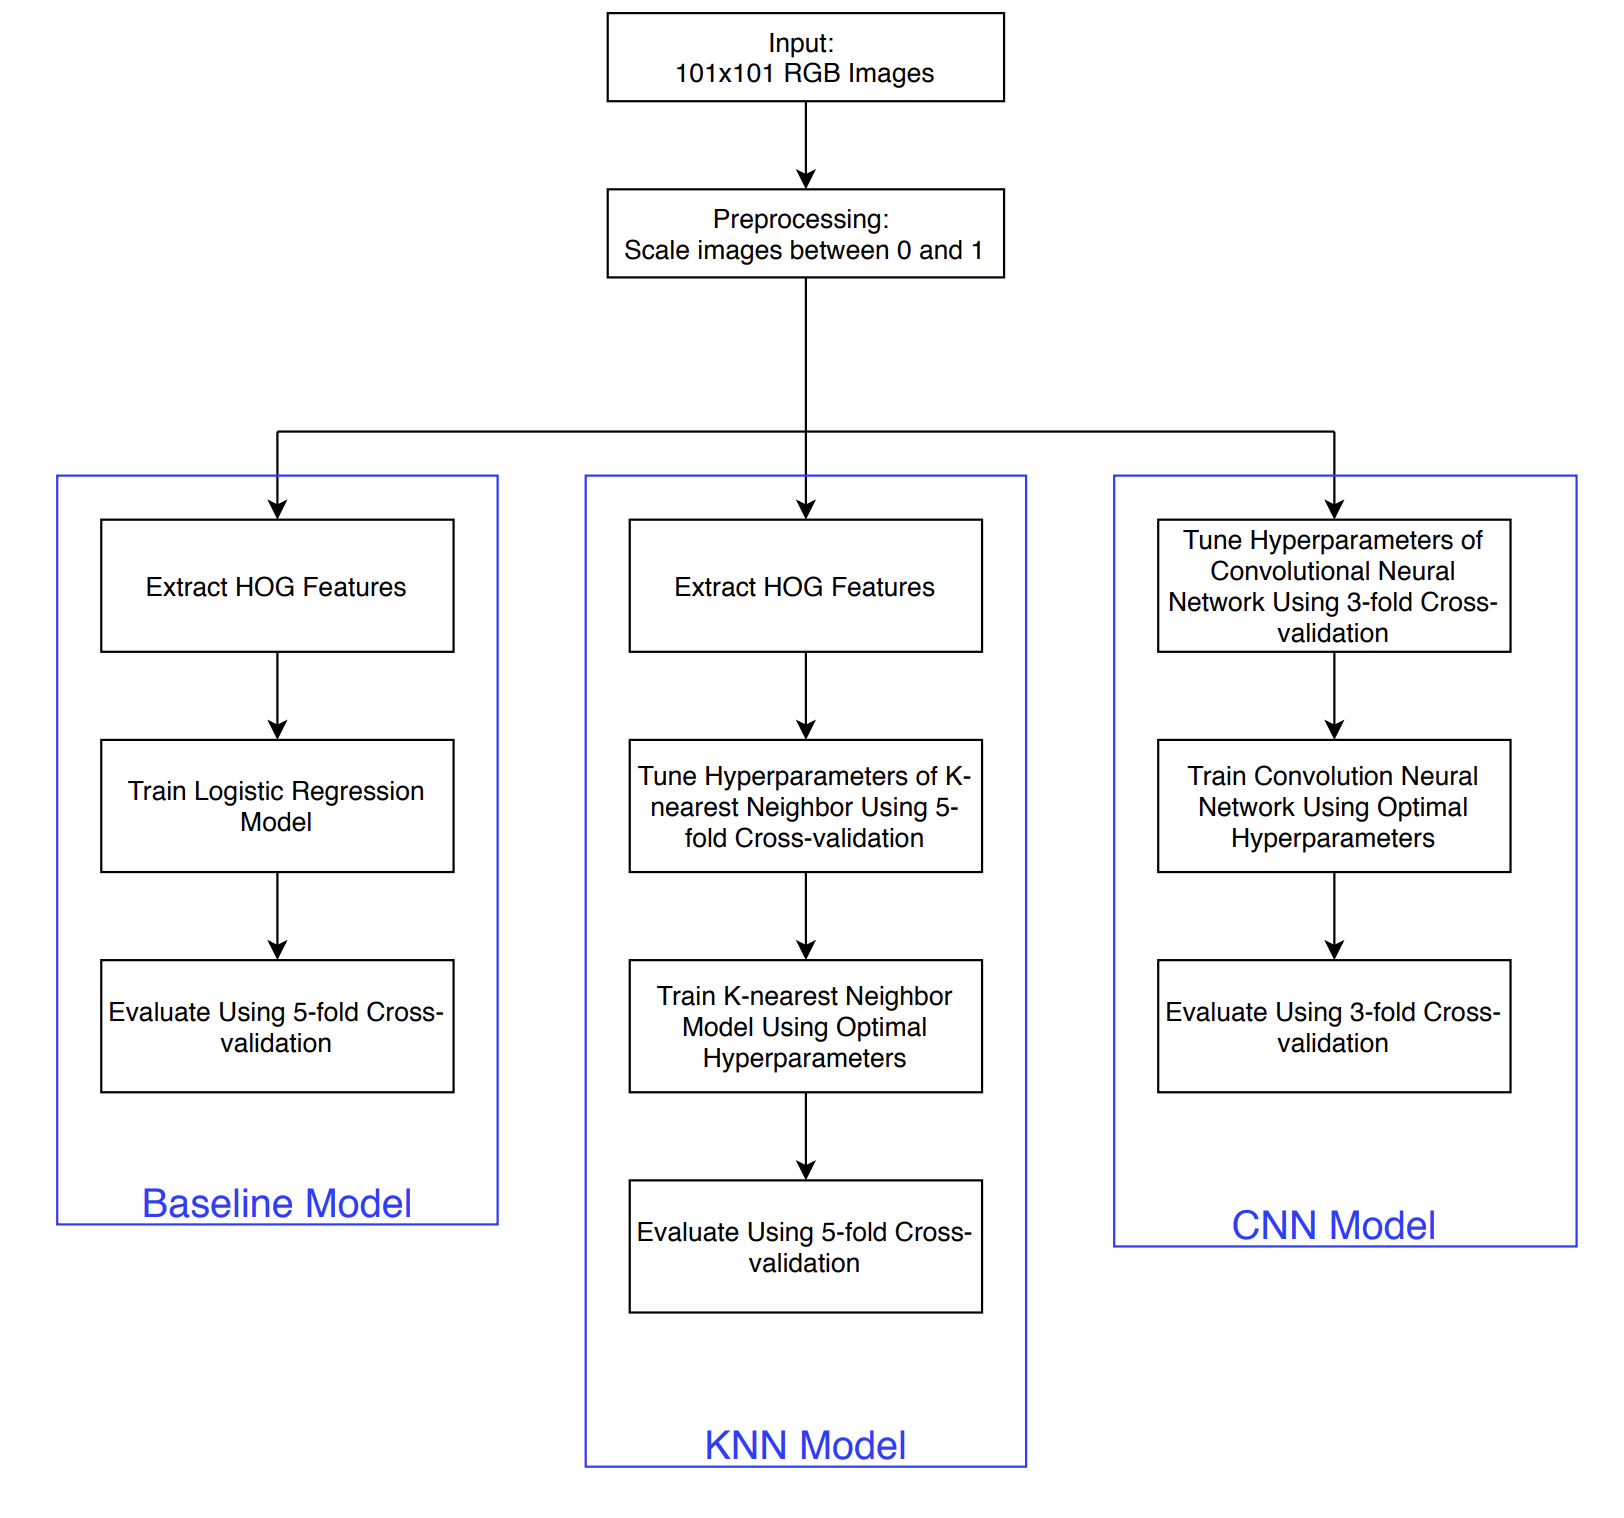 Input:
101x101 RGB Images
Preprocessing:
Scale images between 0 and 1
Extract HOG Features
Train Logistic Regression
Model
Evaluate Using 5-fold Cross-
validation
Baseline Model
Extract HOG Features
Tune Hyperparameters of K-
nearest Neighbor Using 5-
fold Cross-validation
Train K-nearest Neighbor
Model Using Optimal
Hyperparameters
Evaluate Using 5-fold Cross-
validation
KNN Model
Tune Hyperparameters of
Convolutional Neural
Network Using 3-fold Cross-
validation
Train Convolution Neural
Network Using Optimal
Hyperparameters
Evaluate Using 3-fold Cross-
validation
CNN Model